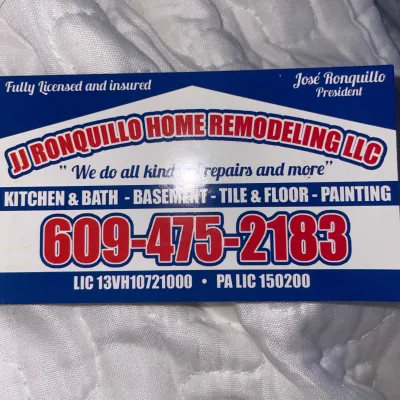 Fully Licensed and insured
José Ronquillo
President
JJ RONQUILLO HOME REMODELING LLC
" We do all kind of repairs and more"
KITCHEN & BATH - BASEMENT - TILE & FLOOR - PAINTING
609-475-2183
LIC 13VH10721000 • PA LIC 150200